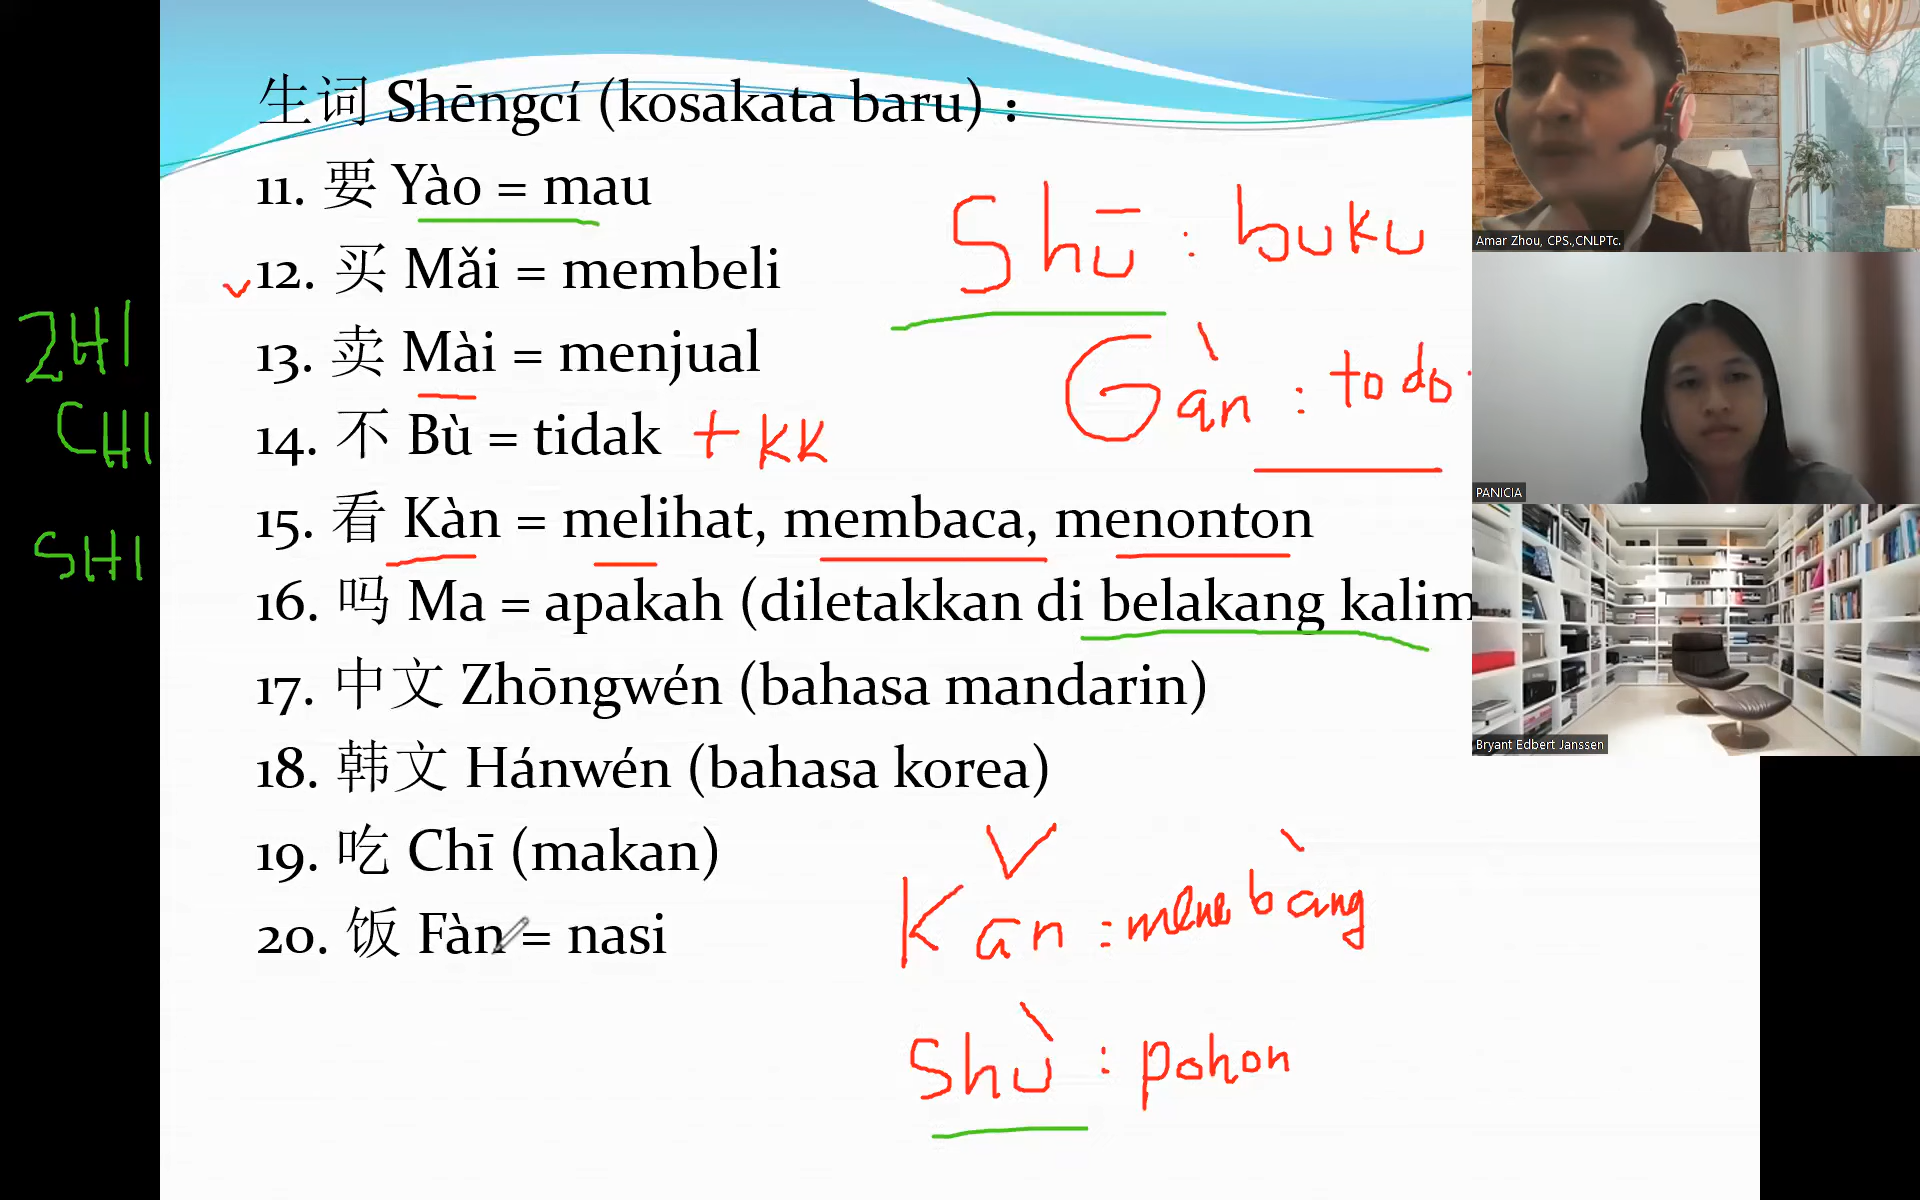 生词 Shēngcí (kosakata baru) :
11. 要 Yào = mau
12. 买 Mǎi = membeli
13. 卖 Mài = menjual
14. 不 Bù = tidak + kk
15. 看 Kàn = melihat, membaca, menonton
16. 吗 Ma = apakah (diletakkan di belakang kalim
17. 中文 Zhōngwén (bahasa mandarin)
18. 韩文 Hánwén (bahasa korea)
19. 吃 Chī (makan)
20. 饭 Fàn = nasi
ZHI
CHI
SHI
Shū : buku
Gàn : to do
Kǎn : menebàng
Shù : pohon
Amar Zhou, CPS.,CNLPTc.
PANICIA
Bryant Edbert Janssen